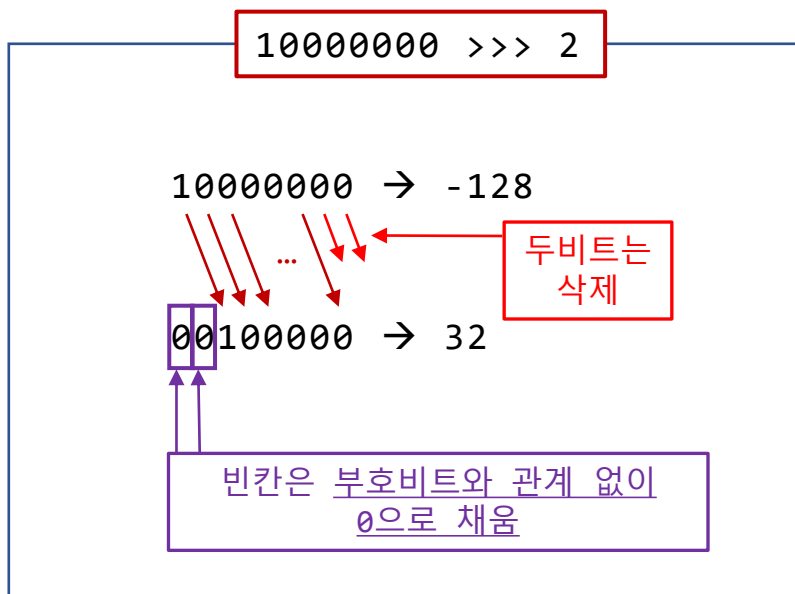 10000000 >>> 2
10000000 → -128
...
두비트는
삭제
00100000 → 32
빈칸은 부호비트와 관계 없이
0으로 채움